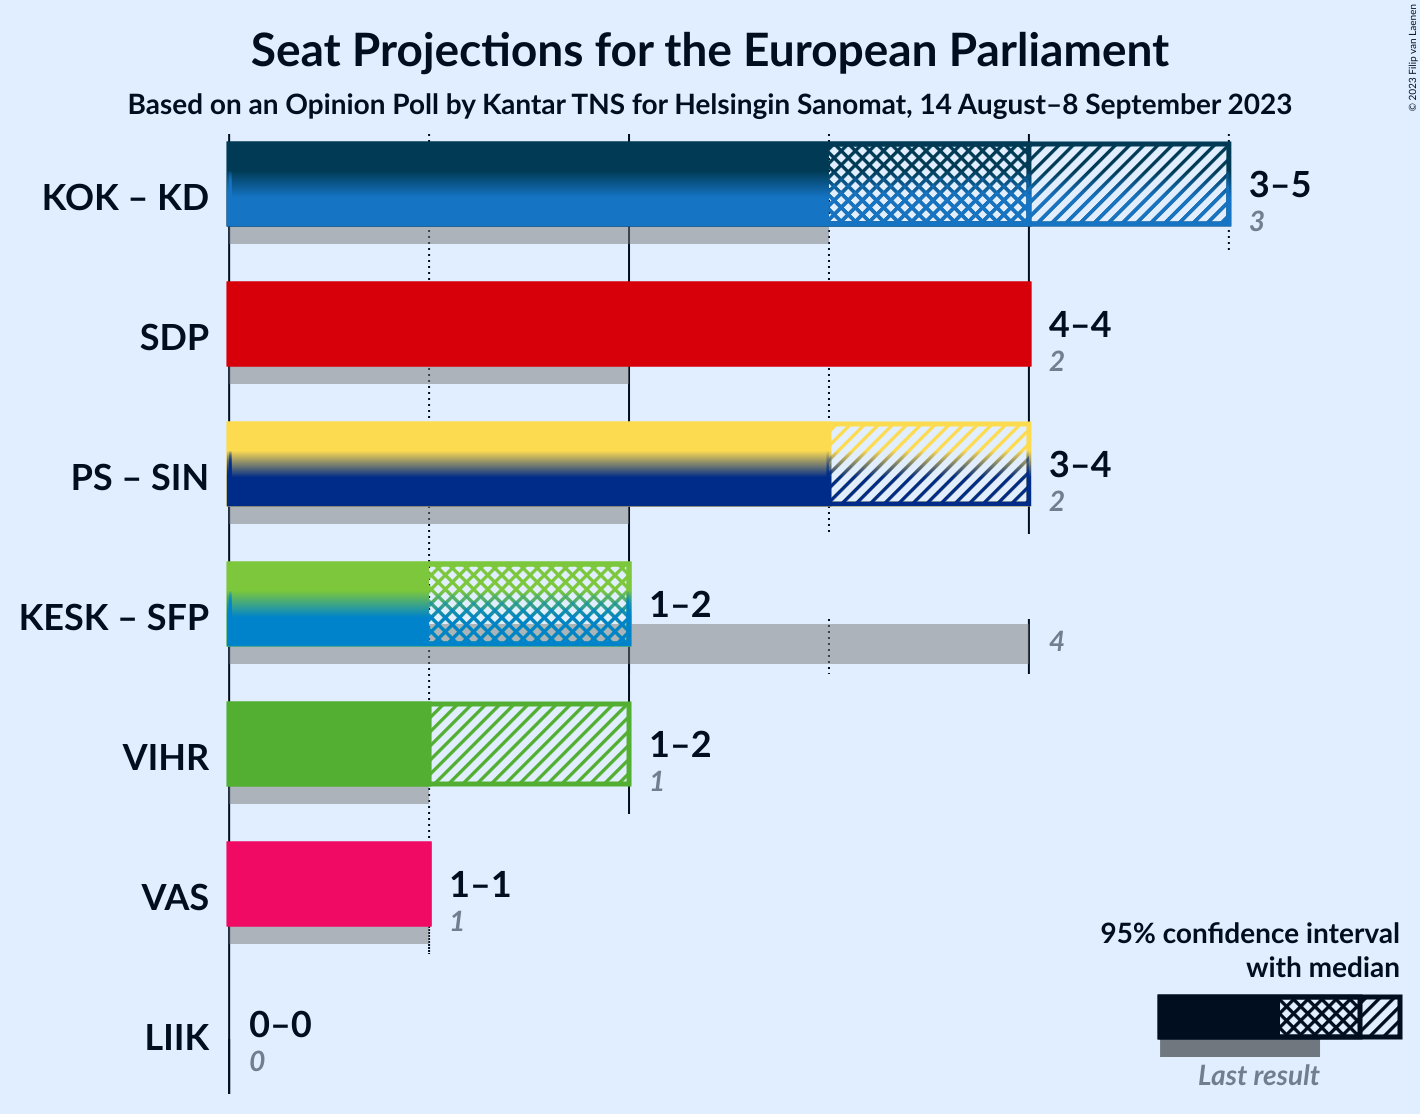 Seat Projections for the European Parliament
Based on an Opinion Poll by Kantar TNS for Helsingin Sanomat, 14 August–8 September 2023
© 2023 Filip van Laenen
KOK – KD
3–5
3
SDP
4–4
2
PS – SIN
3–4
2
KESK – SFP
1–2
4
VIHR
1–2
1
VAS
1–1
1
LIIK
0–0
0
95% confidence interval
with median
Last result